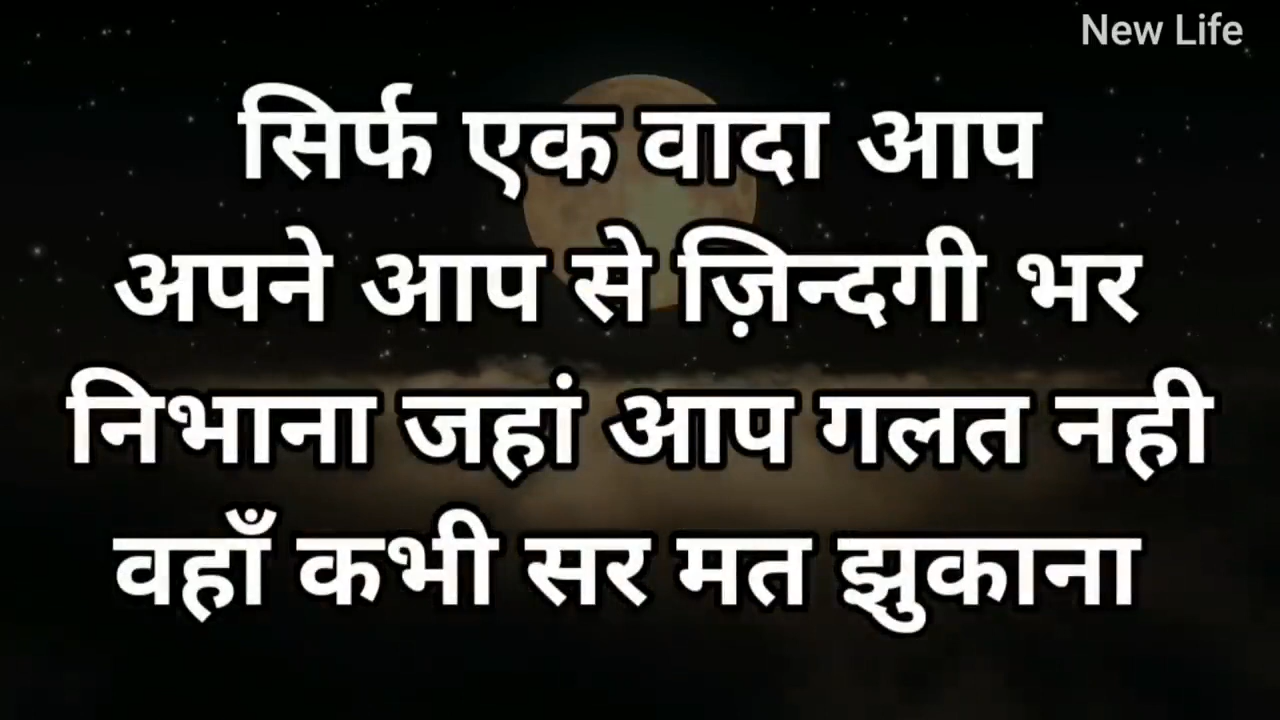 New Life
सिर्फ एक वादा आप
अपने आप से ज़िन्दगी भर
निभाना जहां आप गलत नही
वहाँ कभी सर मत झुकाना